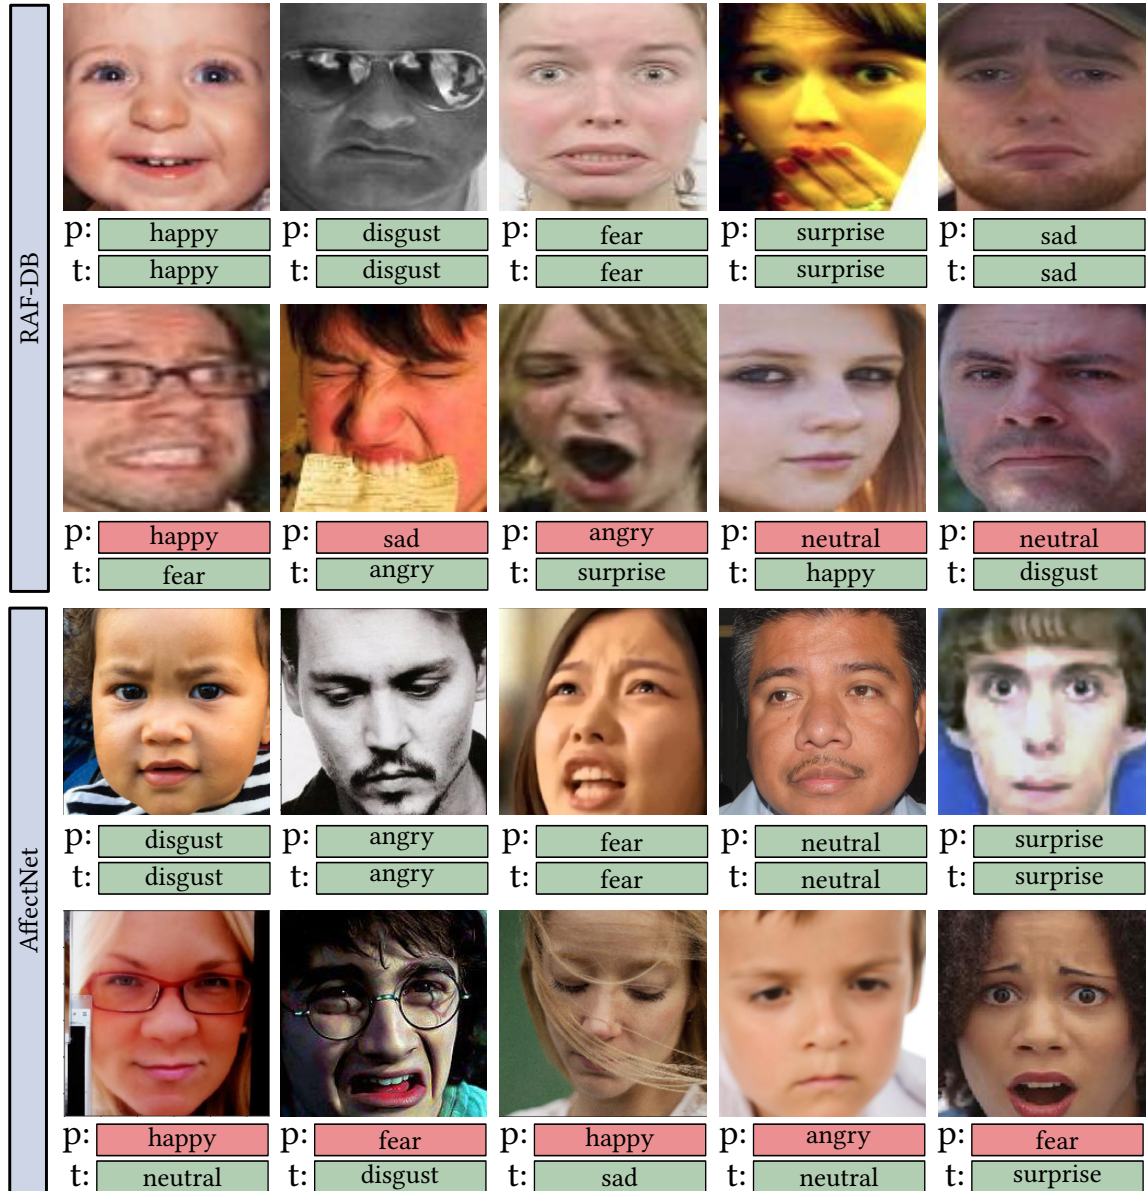 RAF-DB
p: happy p: disgust p: fear p: surprise p: sad
t: happy t: disgust t: fear t: surprise t: sad
p: happy p: sad p: angry p: neutral p: neutral
t: fear t: angry t: surprise t: happy t: disgust
AffectNet
p: disgust p: angry p: fear p: neutral p: surprise
t: disgust t: angry t: fear t: neutral t: surprise
p: happy p: fear p: happy p: angry p: fear
t: neutral t: disgust t: sad t: neutral t: surprise